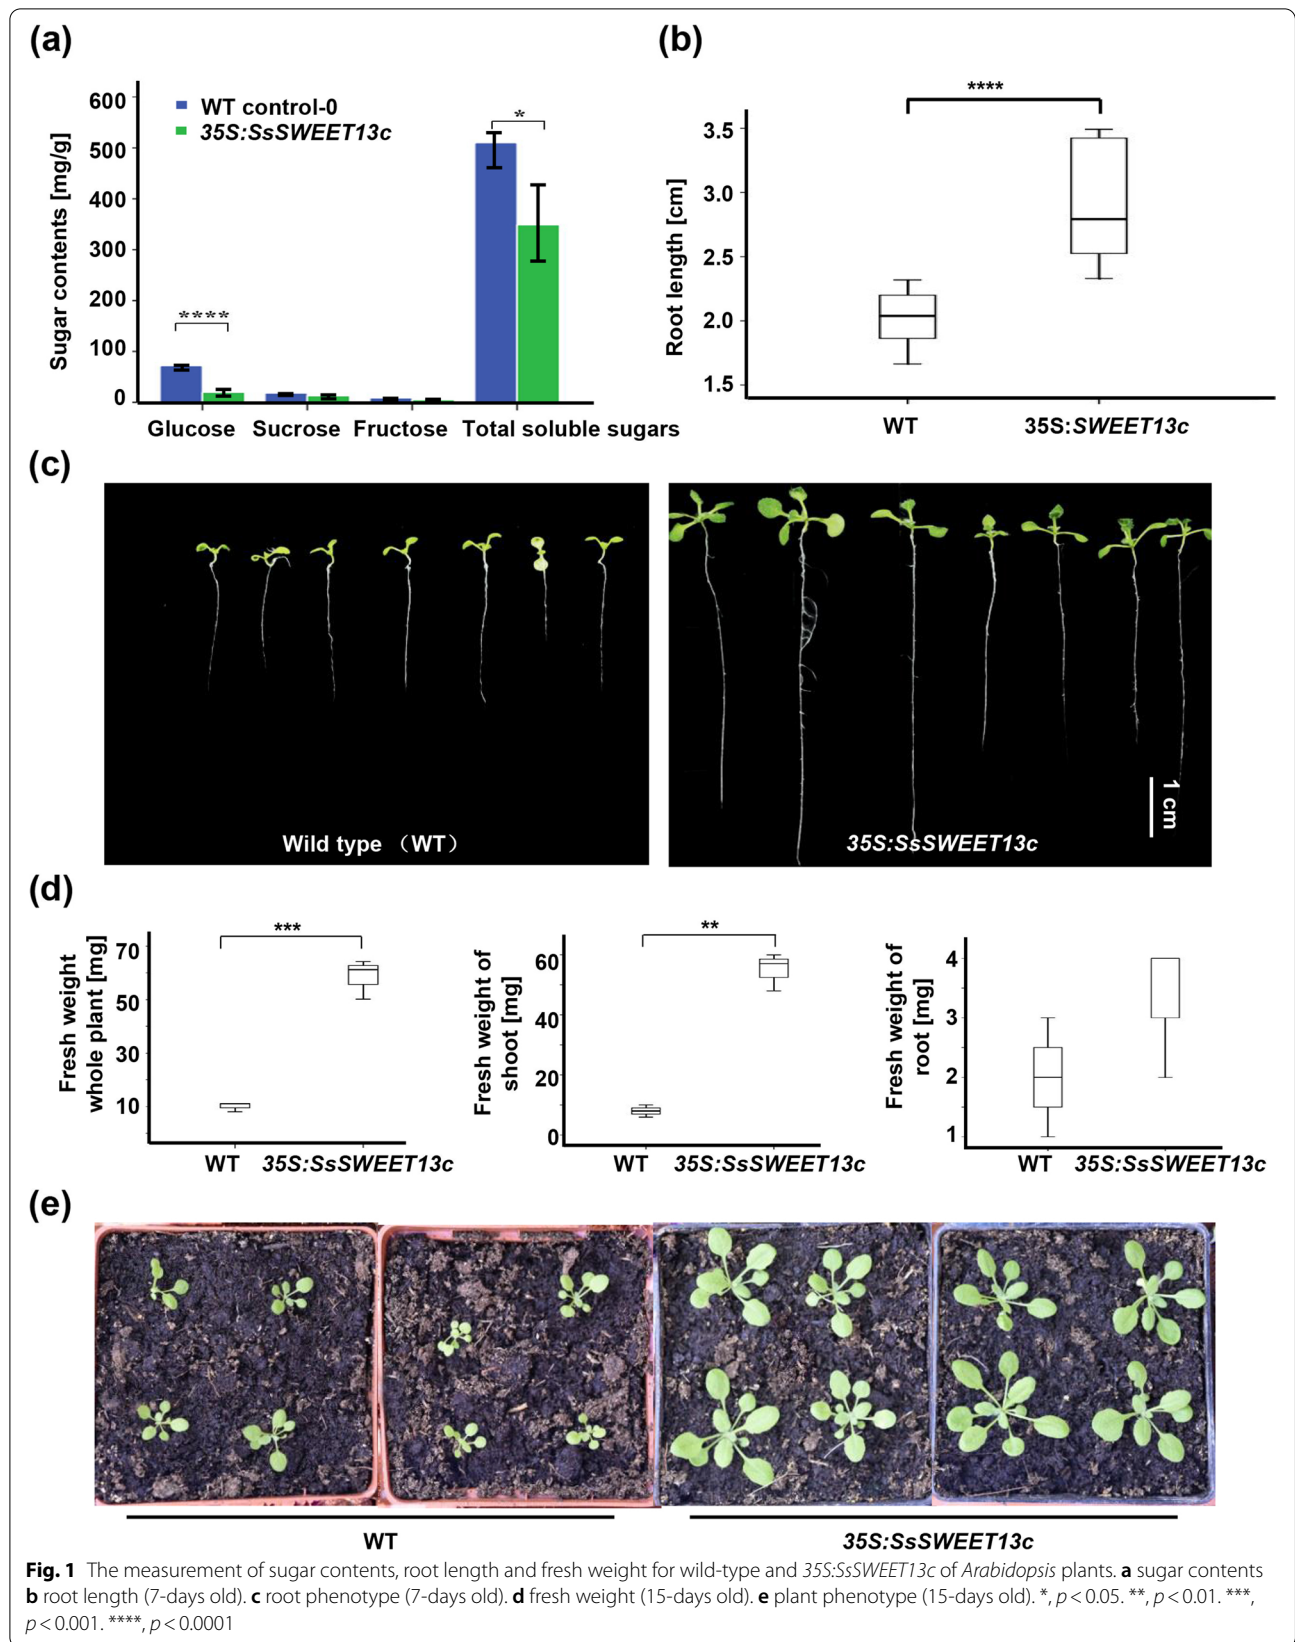 (a)
600
500
400
300
200
100
0
Sugar contents [mg/g]
WT control-0
35S:SsSWEET13c
****
*
Glucose Sucrose Fructose Total soluble sugars
(b)
****
3.5
3.0
2.5
2.0
1.5
Root length [cm]
WT 35S:SWEET13c
(c)
Wild type （WT）
35S:SsSWEET13c
1 cm
(d)
70
50
30
10
Fresh weight
whole plant [mg]
***
WT 35S:SsSWEET13c
60
40
20
0
Fresh weight of
shoot [mg]
**
WT 35S:SsSWEET13c
4
3
2
1
Fresh weight of
root [mg]
WT 35S:SsSWEET13c
(e)
WT
35S:SsSWEET13c
Fig. 1 The measurement of sugar contents, root length and fresh weight for wild-type and 35S:SsSWEET13c of Arabidopsis plants. a sugar contents
b root length (7-days old). c root phenotype (7-days old). d fresh weight (15-days old). e plant phenotype (15-days old). *, p < 0.05. **, p < 0.01. ***,
p < 0.001. ****, p < 0.0001